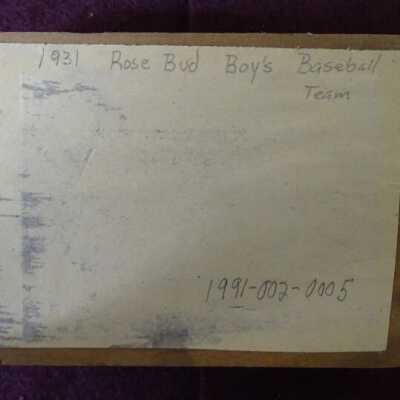 1931 Rose Bud Boy's Baseball
Team
1991-002-0005